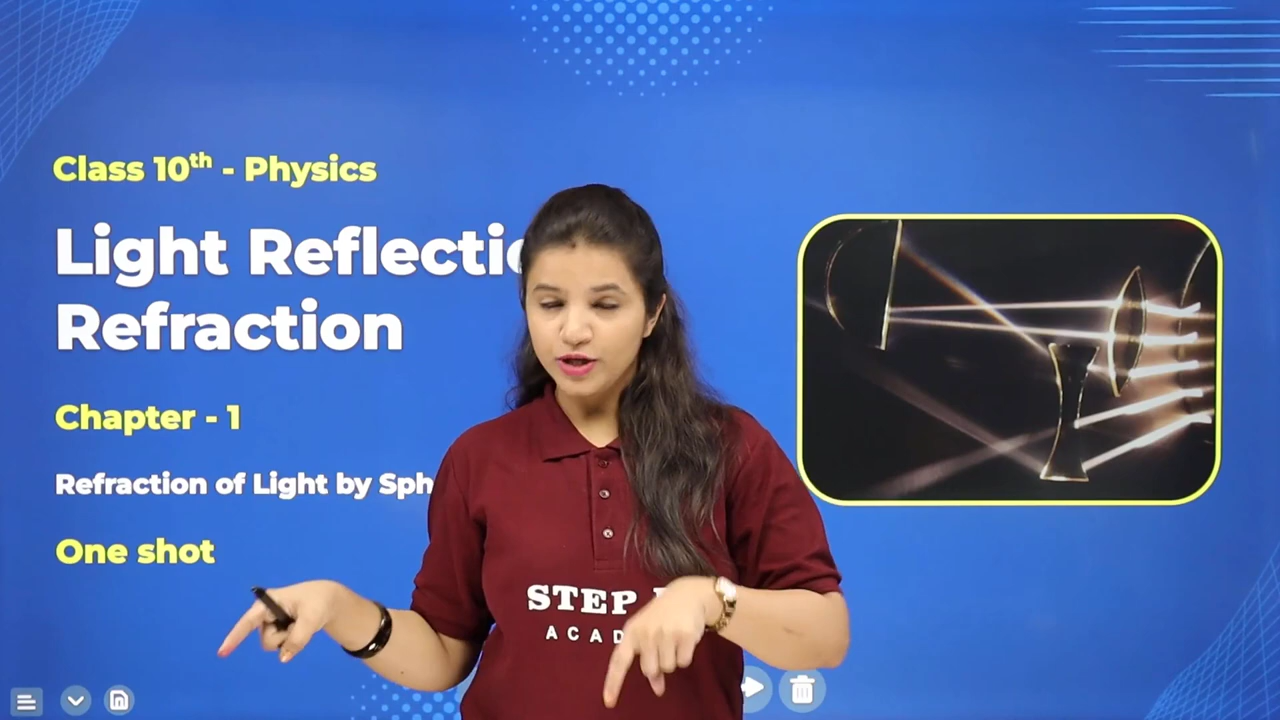 Class 10th - Physics
Light Reflectio
Refraction
Chapter - 1
Refraction of Light by Sph
One shot
STEP
ACAD